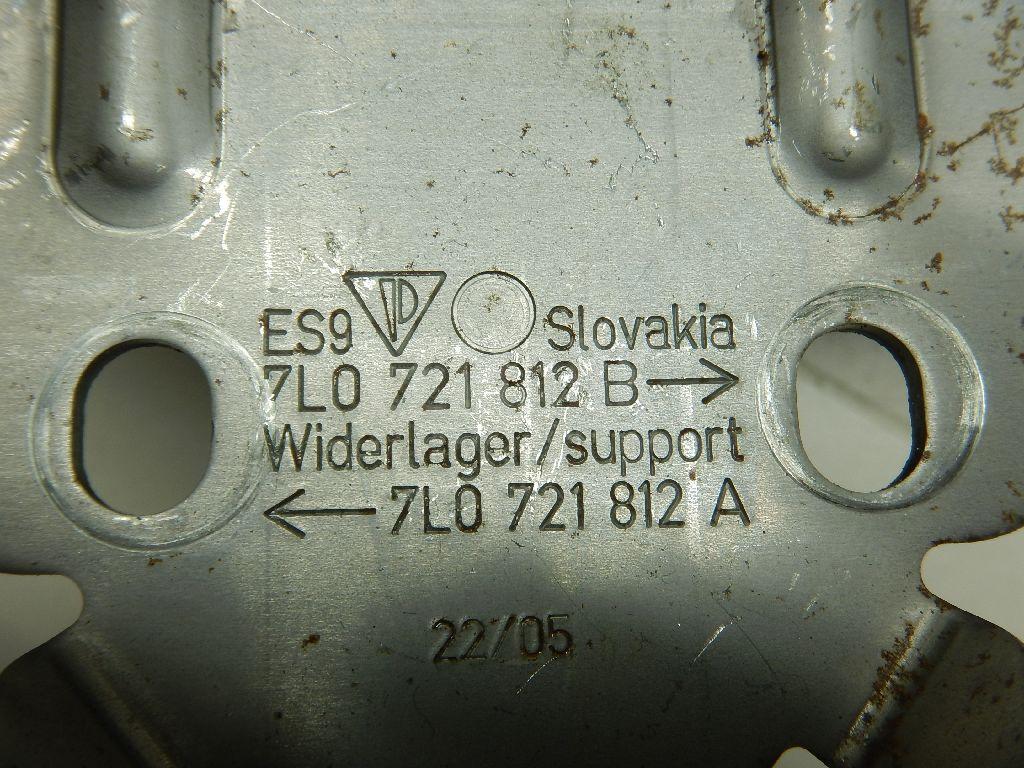 ES9 Slovakia
7L0 721 812 B→
Widerlager/support
←7L0 721 812 A
22/05